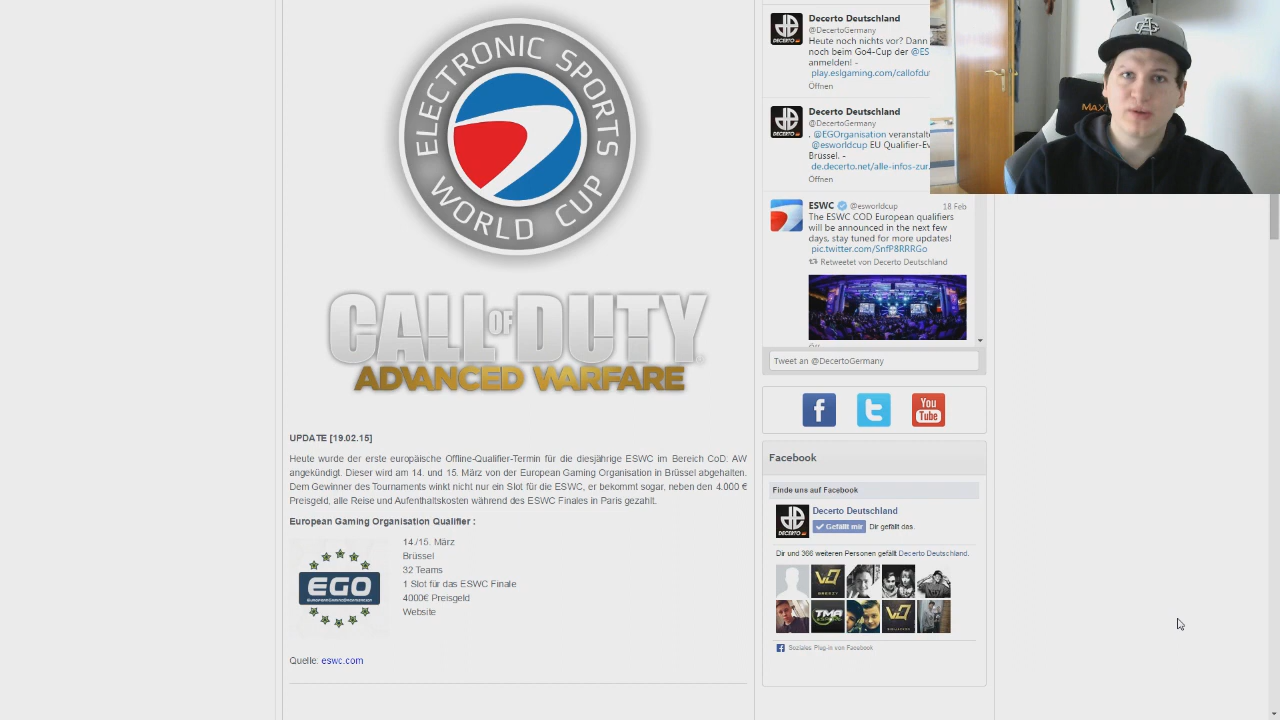 ELECTRONIC SPORTS
WORLD CUP
CALL OF DUTY
ADVANCED WARFARE
UPDATE [19.02.15]
Heute wurde der erste europäische Offline-Qualifier-Termin für die diesjährige ESWC im Bereich CoD. AW
angekündigt. Dieser wird am 14. und 15. März von der European Gaming Organisation in Brüssel abgehalten.
Dem Gewinner des Tournaments winkt nicht nur ein Slot für die ESWC, er bekommt sogar, neben den 4.000 €
Preisgeld, alle Reise und Aufenthaltskosten während des ESWC Finales in Paris gezahlt.
European Gaming Organisation Qualifier :
EGO
14./15. März
Brüssel
32 Teams
1 Slot für das ESWC Finale
4000€ Preisgeld
Website
Quelle: eswc.com
DECERTO
Decerto Deutschland
@DecertoGermany
Heute noch nichts vor? Dann
noch beim Go4-Cup der @ES
anmelden! -
play.eslgaming.com/callofdut
Öffnen
DECERTO
Decerto Deutschland
@DecertoGermany
. @EGOrganisation veranstalte
@esworldcup EU Qualifier-Ev
Brüssel. -
de.decerto.net/alle-infos-zur.
Öffnen
ESWC @esworldcup 18 Feb
The ESWC COD European qualifiers
will be announced in the next few
days, stay tuned for more updates!
pic.twitter.com/SnfP8RRRGo
Retweetet von Decerto Deutschland
Tweet an @DecertoGermany
f
You
Tube
Facebook
Finde uns auf Facebook
DECERTO
Decerto Deutschland
Gefällt mir Dir gefällt das.
Dir und 366 weiteren Personen gefällt Decerto Deutschland.
TMA
Soziales Plug-in von Facebook
MAX